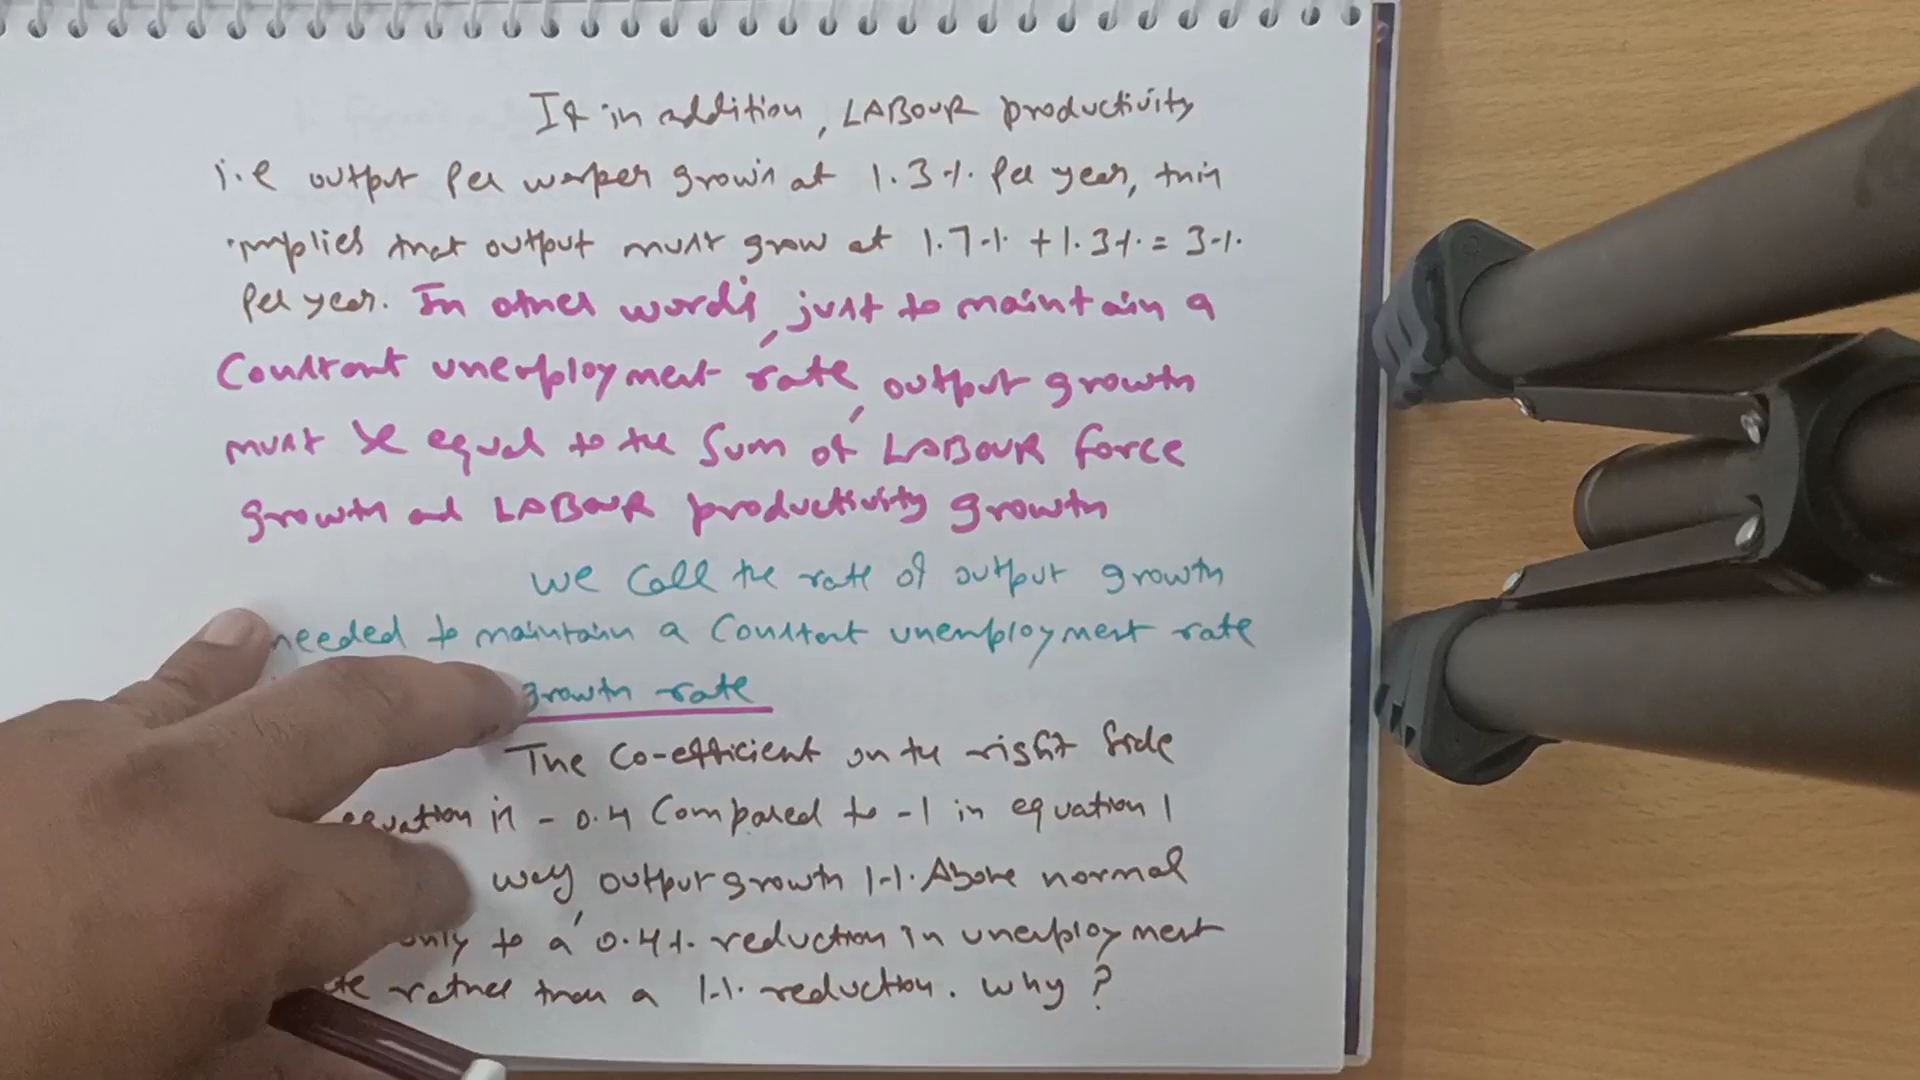 If in addition, LABOUR productivity
i.e output per worker grows at 1.3% per year, this
implies that output must grow at 1.7% + 1.3% = 3%
per year. In other words, just to maintain a
Constant unemployment rate, output growth
must be equal to the sum of LABOUR force
growth and LABOUR productivity growth
we call the rate of output growth
needed to maintain a constant unemployment rate
growth rate
The co-efficient on the right side
equation is -0.4 Compared to -1 in equation 1
way, output growth 1% Above normal
only to a 0.4% reduction in unemployment
rather than a 1% reduction. why?